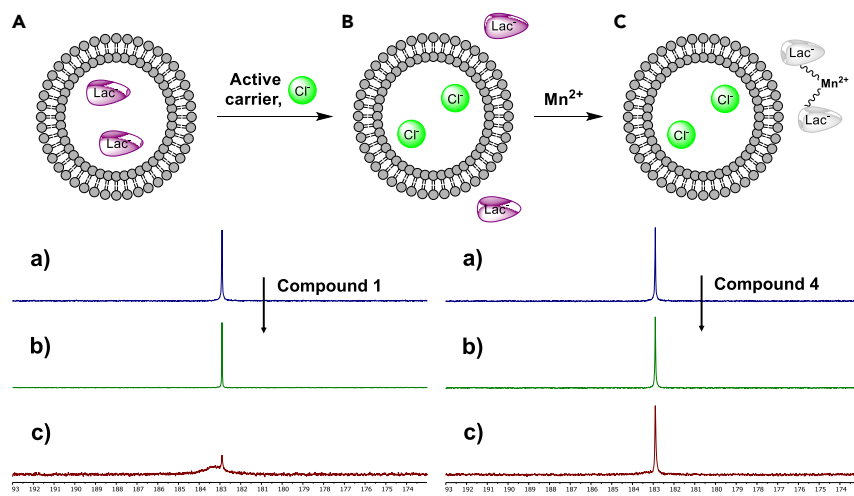 A
B
C
Lac-
Lac-
Active
carrier,
Cl-
Cl-
Cl-
Lac-
Lac-
Mn2+
Cl-
Cl-
Lac-
Mn2+
Lac-
a)
Compound 1
b)
c)
93 192 191 190 189 188 187 186 185 184 183 182 181 180 179 178 177 176 175 174
a)
Compound 4
b)
c)
93 192 191 190 189 188 187 186 185 184 183 182 181 180 179 178 177 176 175 174